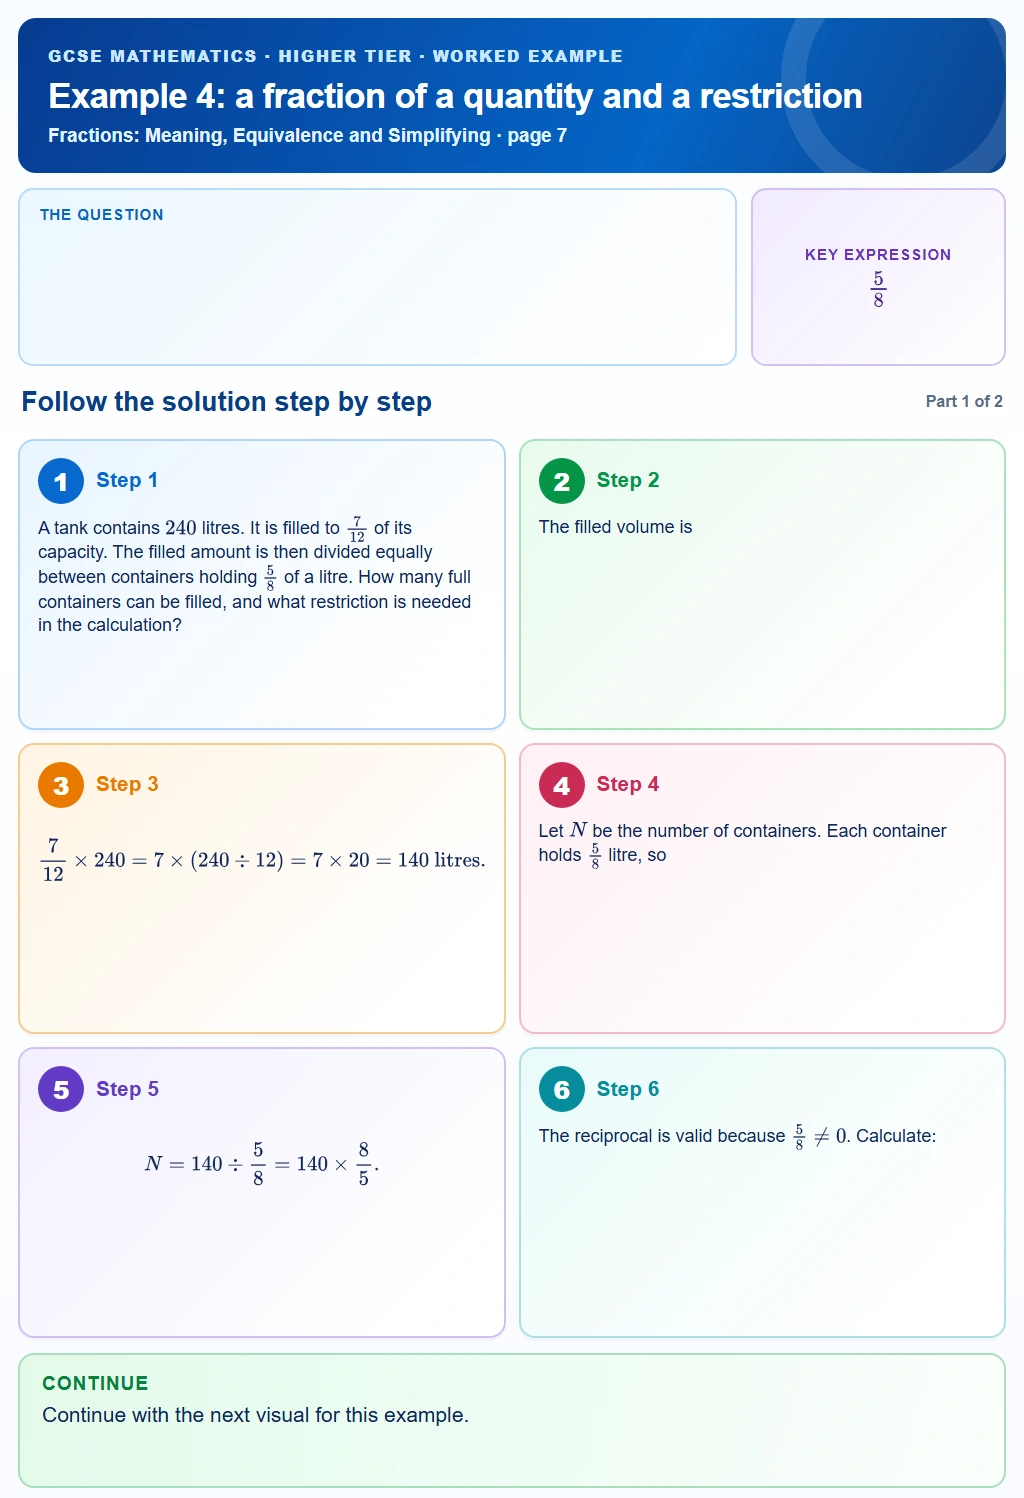 GCSE MATHEMATICS · HIGHER TIER · WORKED EXAMPLE
Example 4: a fraction of a quantity and a restriction
Fractions: Meaning, Equivalence and Simplifying · page 7
THE QUESTION
KEY EXPRESSION
5/8
Follow the solution step by step
Part 1 of 2
1 Step 1
A tank contains 240 litres. It is filled to 7/12 of its
capacity. The filled amount is then divided equally
between containers holding 5/8 of a litre. How many full
containers can be filled, and what restriction is needed
in the calculation?
2 Step 2
The filled volume is
3 Step 3
7/12 × 240 = 7 × (240 ÷ 12) = 7 × 20 = 140 litres.
4 Step 4
Let N be the number of containers. Each container
holds 5/8 litre, so
5 Step 5
N = 140 ÷ 5/8 = 140 × 8/5.
6 Step 6
The reciprocal is valid because 5/8 ≠ 0. Calculate:
CONTINUE
Continue with the next visual for this example.